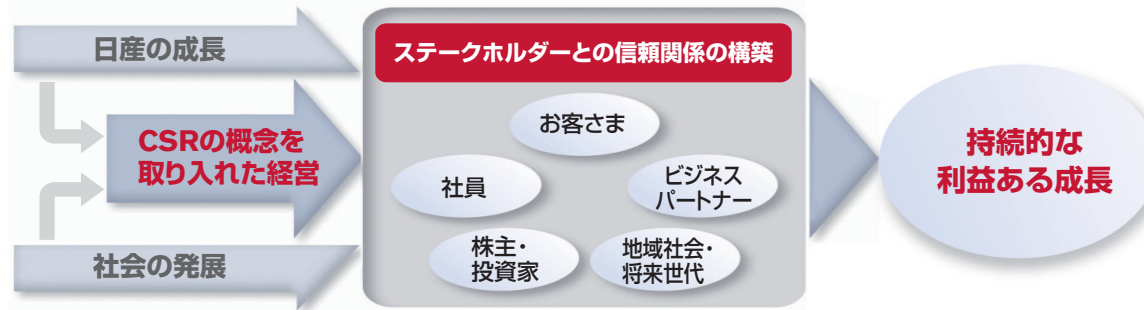 日産の成長
CSRの概念を
取り入れた経営
社会の発展
ステークホルダーとの信頼関係の構築
お客さま
社員
ビジネス
パートナー
株主・
投資家
地域社会・
将来世代
持続的な
利益ある成長